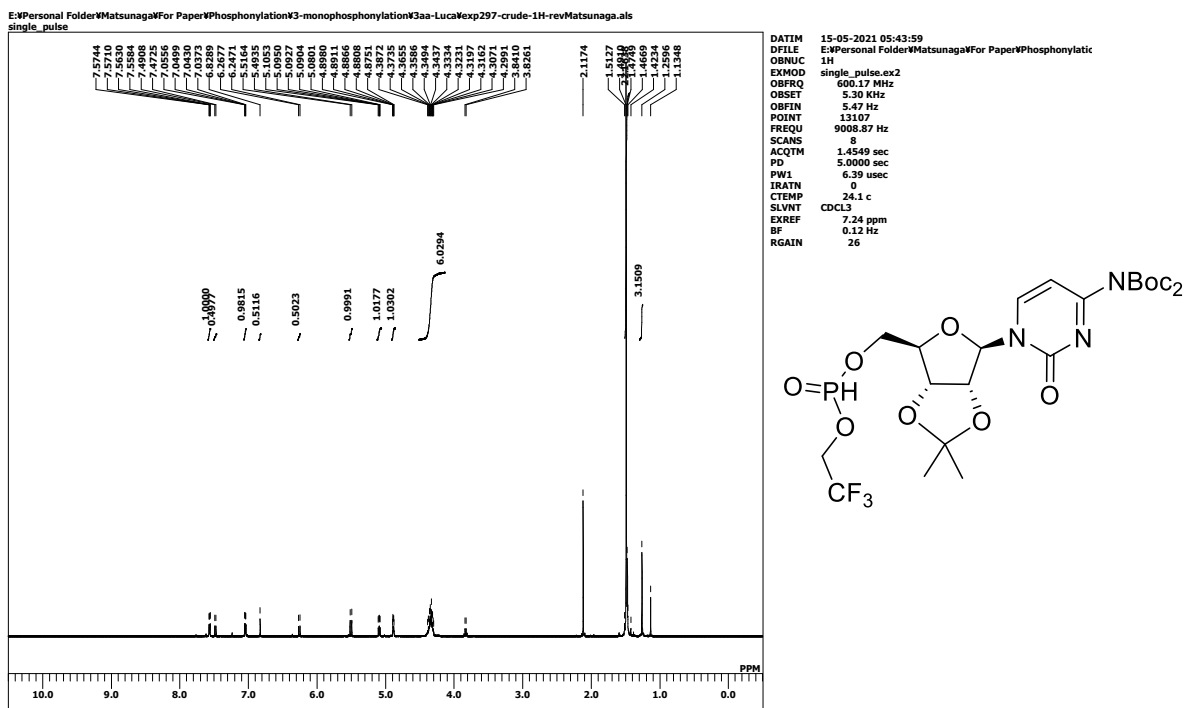 E:¥Personal Folder¥Matsunaga¥For Paper¥Phosphonylation¥3-monophosphonylation¥3aa-Luca¥exp297-crude-1H-revMatsunaga.als
single_pulse
7.5744
7.5710
7.5630
7.5584
7.4908
7.4725
7.0556
7.0499
7.0430
7.0373
6.8289
6.2677
6.2471
5.5164
5.4935
5.1053
5.0950
5.0927
5.0904
5.0801
4.8980
4.8911
4.8866
4.8808
4.8751
4.3872
4.3735
4.3655
4.3586
4.3494
4.3437
4.3334
4.3231
4.3197
4.3162
4.3071
4.2991
3.8410
3.8261
2.1174
1.5127
1.4749
1.4669
1.4234
1.2596
1.1348
1.0000
0.4977
0.9815
0.5116
0.5023
0.9991
1.0177
1.0302
6.0294
3.1509
PPM
10.0 9.0 8.0 7.0 6.0 5.0 4.0 3.0 2.0 1.0 0.0
DATIM 15-05-2021 05:43:59
DFILE E:¥Personal Folder¥Matsunaga¥For Paper¥Phosphonylatic
OBNUC 1H
EXMOD single_pulse.ex2
OBFRQ 600.17 MHz
OBSET 5.30 KHz
OBFIN 5.47 Hz
POINT 13107
FREQU 9008.87 Hz
SCANS 8
ACQTM 1.4549 sec
PD 5.0000 sec
PW1 6.39 usec
IRATN 0
CTEMP 24.1 c
SLVNT CDCL3
EXREF 7.24 ppm
BF 0.12 Hz
RGAIN 26
NBoc2
O
N
N
O
O
O
PH
O
O
O
CF3